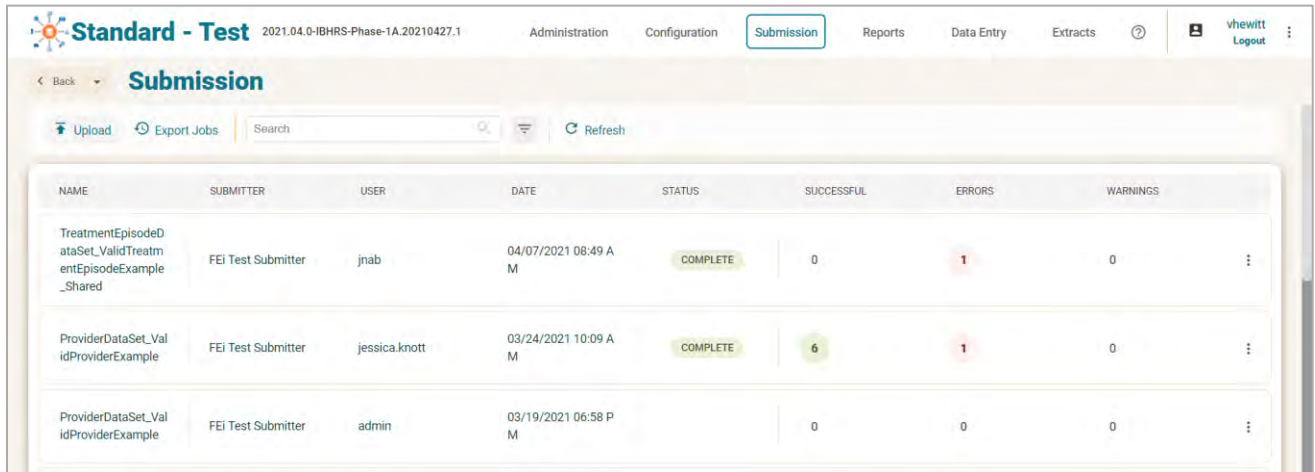 Standard - Test 2021.04.0-IBHRS-Phase-1A.20210427.1 Administration Configuration Submission Reports Data Entry Extracts ? vhewitt
Logout
Back Submission
Upload Export Jobs Search Refresh
NAME SUBMITTER USER DATE STATUS SUCCESSFUL ERRORS WARNINGS
TreatmentEpisodeD
ataSet_ValidTreatm
entEpisodeExample
_Shared
FEi Test Submitter jnab
04/07/2021 08:49 A
M
COMPLETE 0 1 0
ProviderDataSet_Val
idProviderExample
FEi Test Submitter jessica.knott
03/24/2021 10:09 A
M
COMPLETE 6 1 0
ProviderDataSet_Val
idProviderExample
FEi Test Submitter admin
03/19/2021 06:58 P
M
0 0 0